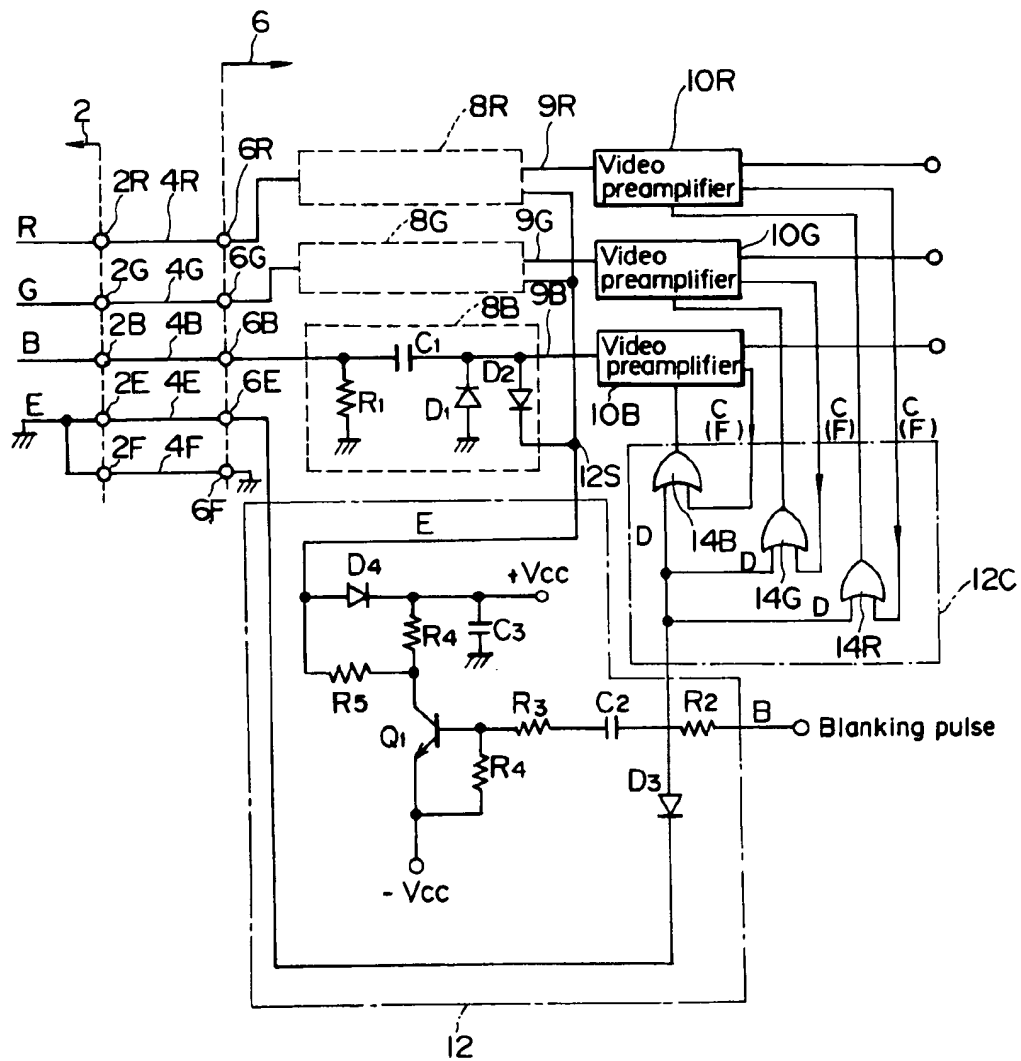 6
2
8R
9R
10R
6R
2R
4R
Video preamplifier
R
8G
9G
10G
2G
4G
6G
Video preamplifier
G
8B
9B
2B
4B
6B
B
C1
Video preamplifier
2E
4E
6E
R1
D1
D2
10B
C (F)
C (F)
C (F)
E
2F
4F
12S
6F
E
D
14B
D4
+Vcc
D
14G
12C
R4
C3
D
14R
R5
R3
C2
R2
B
Blanking pulse
Q1
R4
D3
- Vcc
12